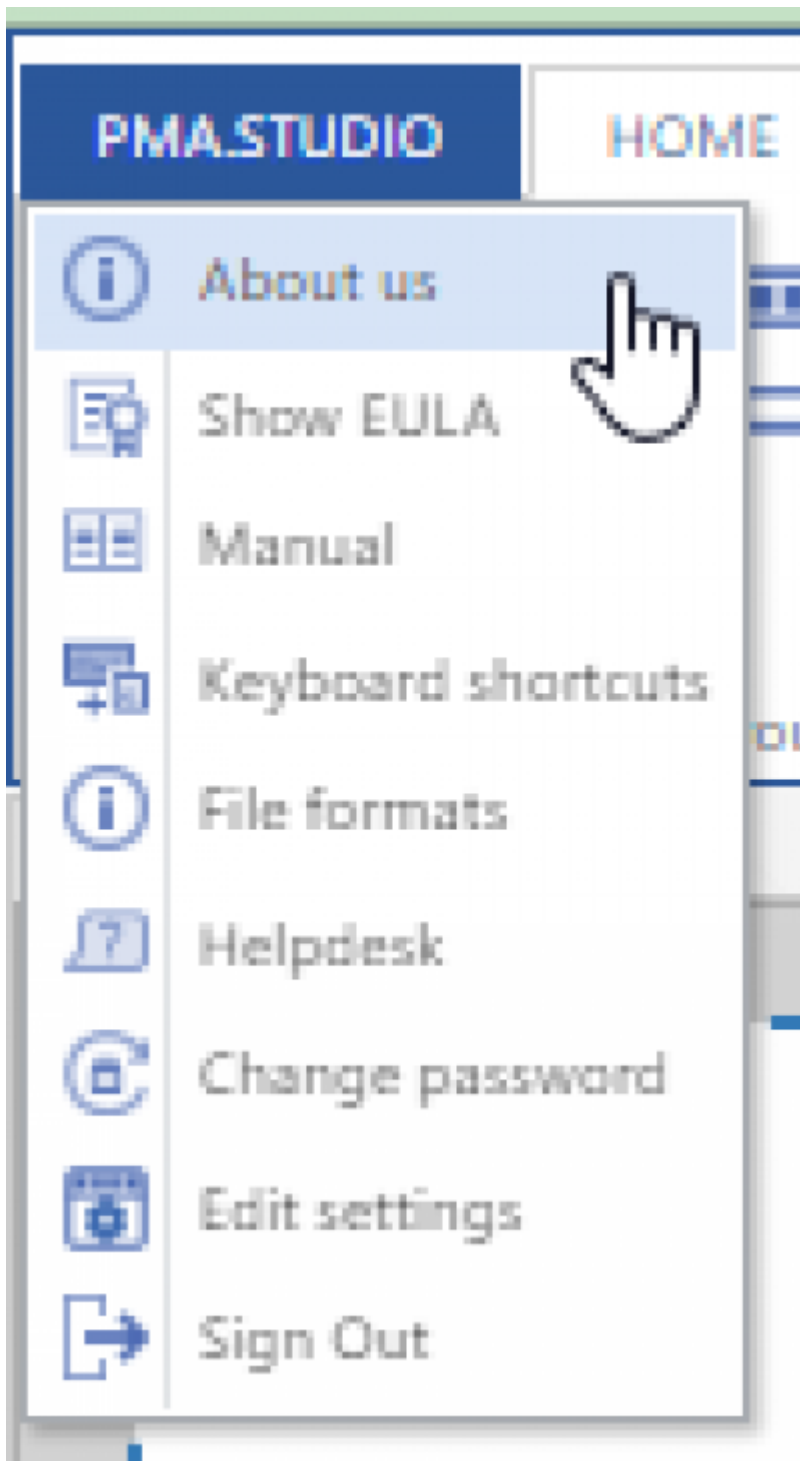 PMA.STUDIO HOME
About us
Show EULA
Manual
Keyboard shortcuts
File formats
Helpdesk
Change password
Edit settings
Sign Out